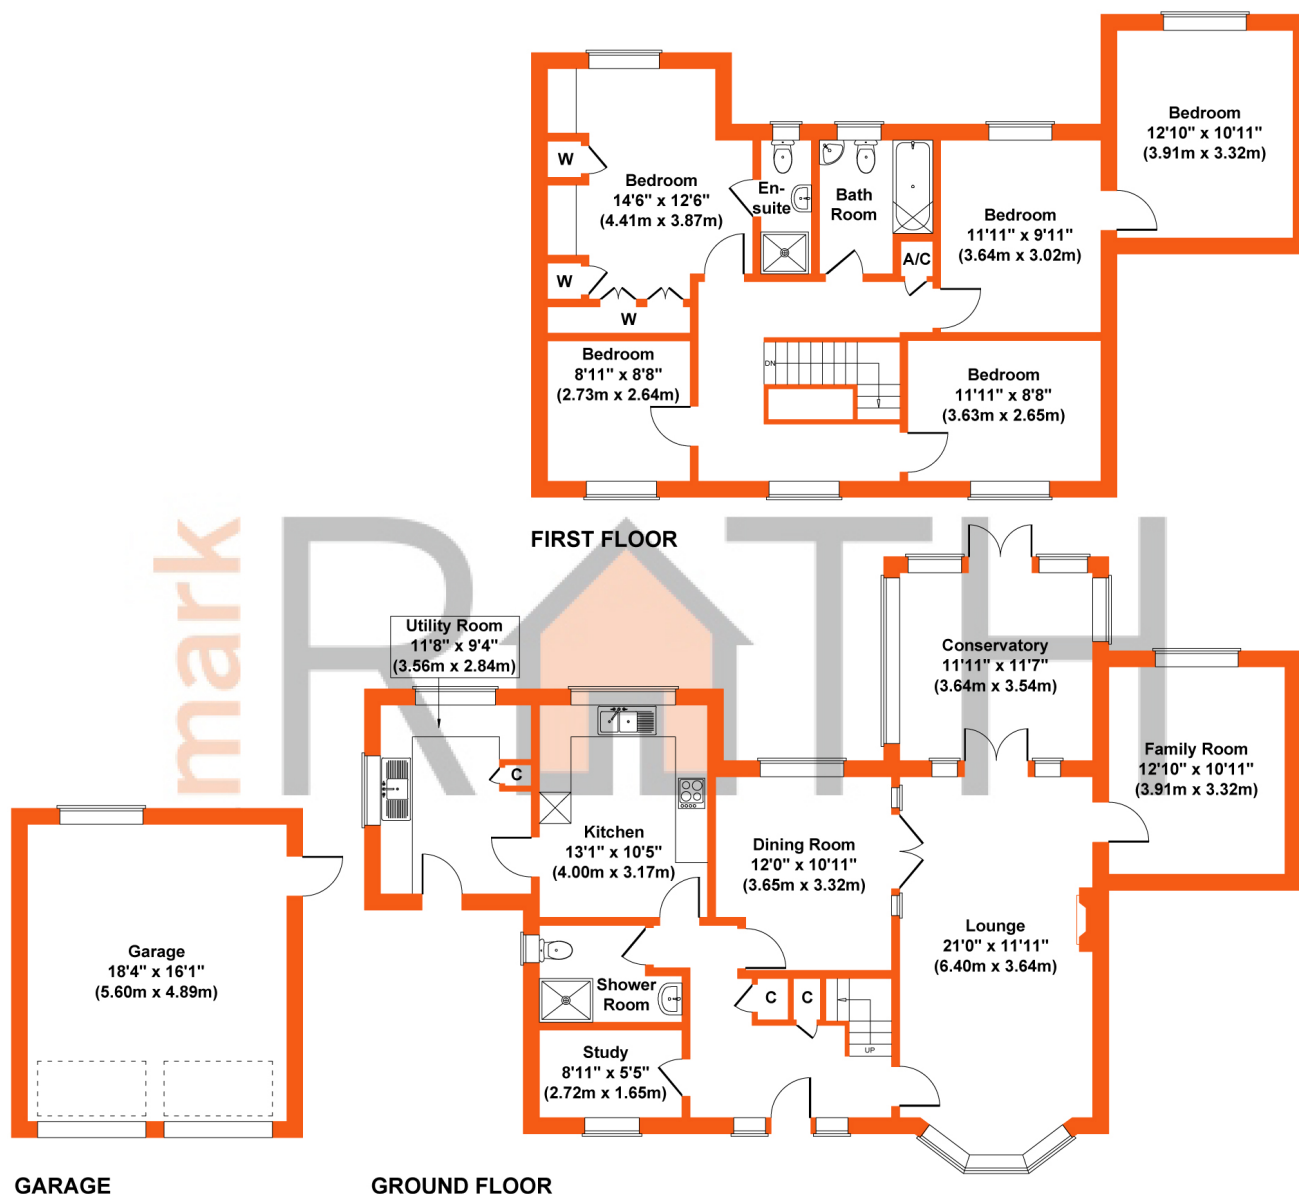 Bedroom
12'10" x 10'11"
(3.91m x 3.32m)
W
Bedroom
14'6" x 12'6"
(4.41m x 3.87m)
En-
suite
Bath
Room
Bedroom
11'11" x 9'11"
(3.64m x 3.02m)
A/C
W
W
Bedroom
8'11" x 8'8"
(2.73m x 2.64m)
DN
Bedroom
11'11" x 8'8"
(3.63m x 2.65m)
FIRST FLOOR
mark
RATH
Utility Room
11'8" x 9'4"
(3.56m x 2.84m)
Conservatory
11'11" x 11'7"
(3.64m x 3.54m)
C
Family Room
12'10" x 10'11"
(3.91m x 3.32m)
Kitchen
13'1" x 10'5"
(4.00m x 3.17m)
Dining Room
12'0" x 10'11"
(3.65m x 3.32m)
Garage
18'4" x 16'1"
(5.60m x 4.89m)
Lounge
21'0" x 11'11"
(6.40m x 3.64m)
Shower
Room
C
C
UP
Study
8'11" x 5'5"
(2.72m x 1.65m)
GARAGE
GROUND FLOOR